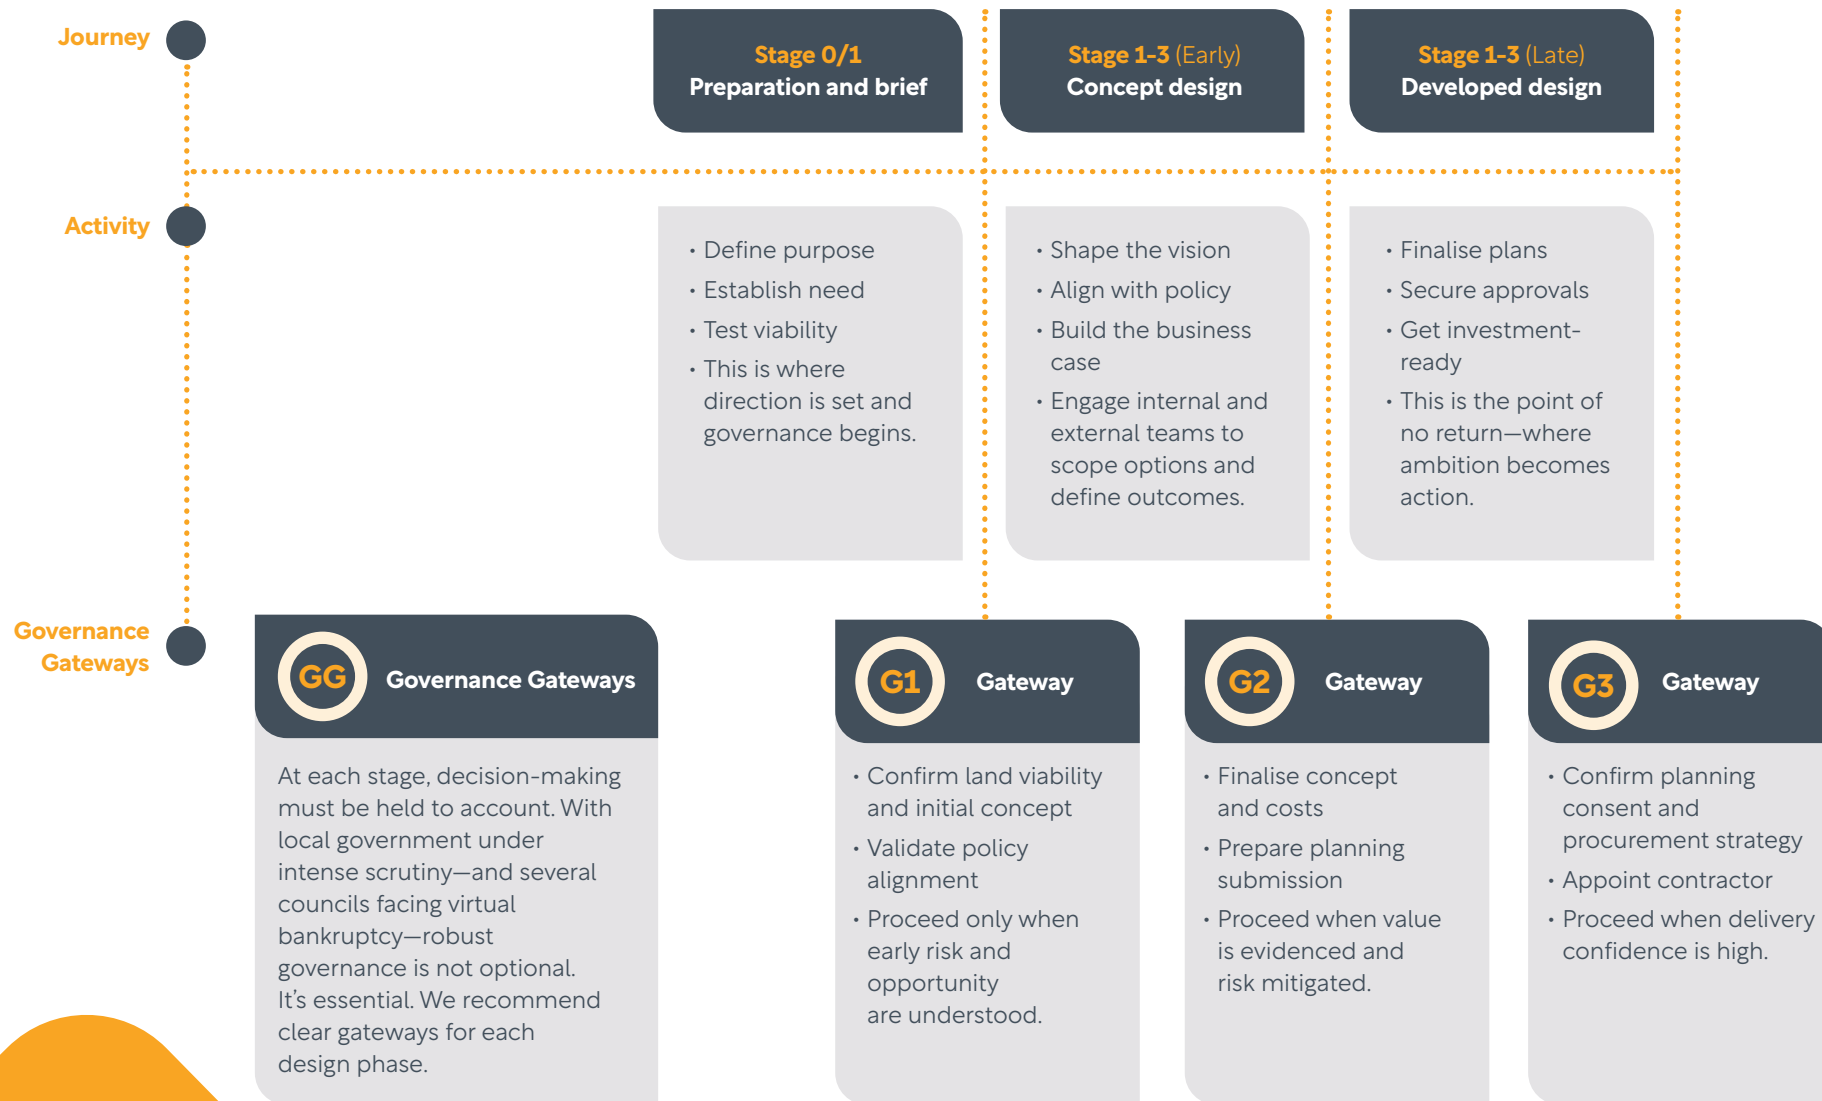 Journey
Stage 0/1
Preparation and brief
Stage 1-3 (Early)
Concept design
Stage 1-3 (Late)
Developed design
Activity
• Define purpose
• Establish need
• Test viability
• This is where
direction is set and
governance begins.
• Shape the vision
• Align with policy
• Build the business
case
• Engage internal and
external teams to
scope options and
define outcomes.
• Finalise plans
• Secure approvals
• Get investment-
ready
• This is the point of
no return—where
ambition becomes
action.
Governance
Gateways
GG Governance Gateways
At each stage, decision-making
must be held to account. With
local government under
intense scrutiny—and several
councils facing virtual
bankruptcy—robust
governance is not optional.
It’s essential. We recommend
clear gateways for each
design phase.
G1 Gateway
• Confirm land viability
and initial concept
• Validate policy
alignment
• Proceed only when
early risk and
opportunity
are understood.
G2 Gateway
• Finalise concept
and costs
• Prepare planning
submission
• Proceed when value
is evidenced and
risk mitigated.
G3 Gateway
• Confirm planning
consent and
procurement strategy
• Appoint contractor
• Proceed when delivery
confidence is high.